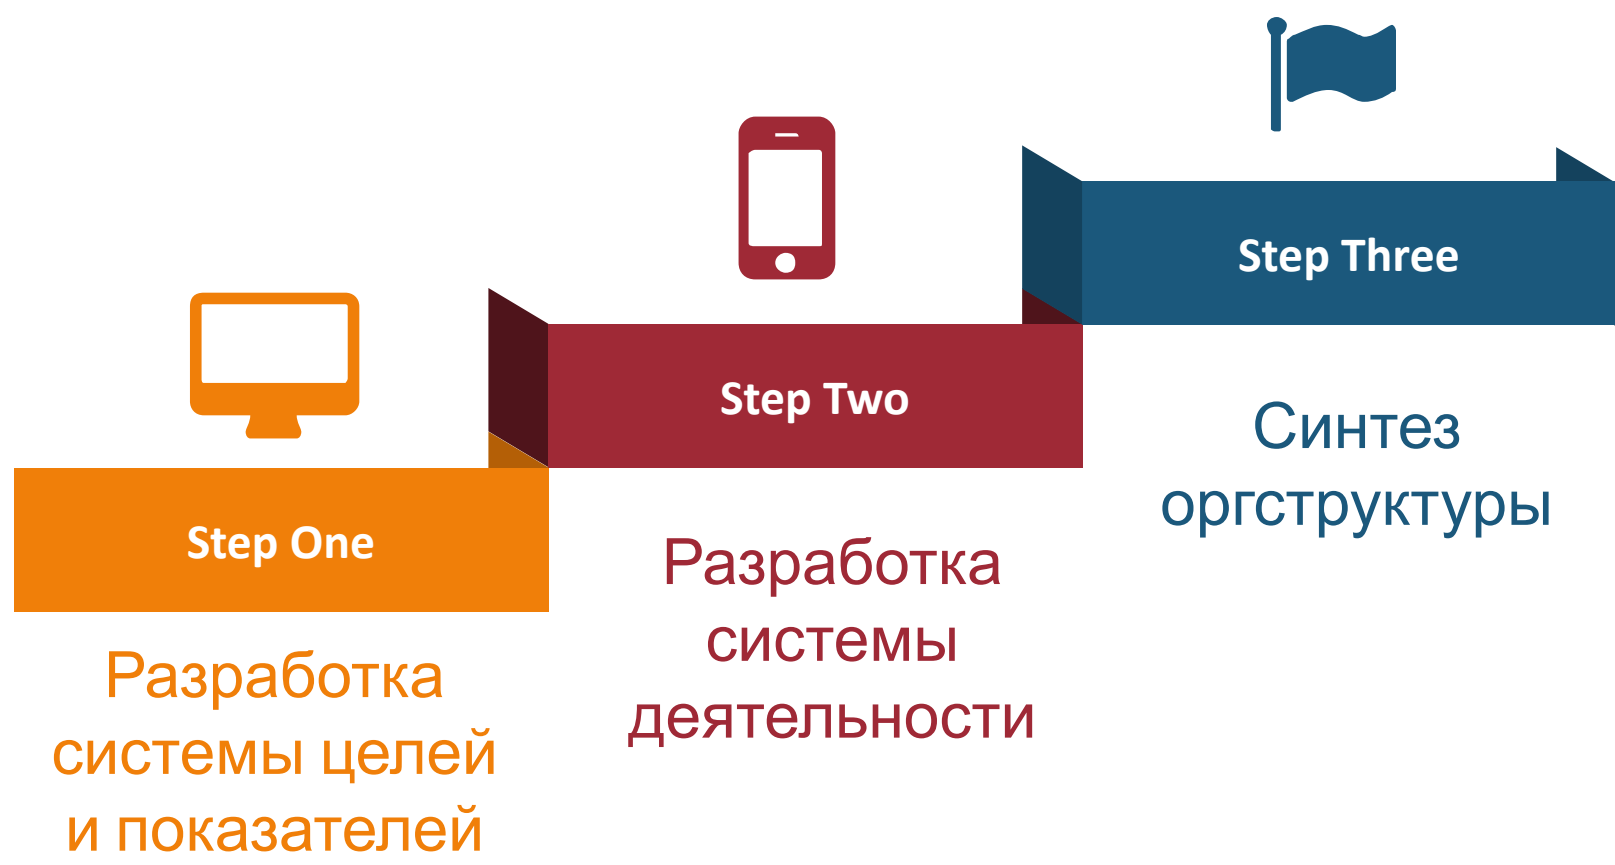 Step One
Разработка
системы целей
и показателей
Step Two
Разработка
системы
деятельности
Step Three
Синтез
оргструктуры